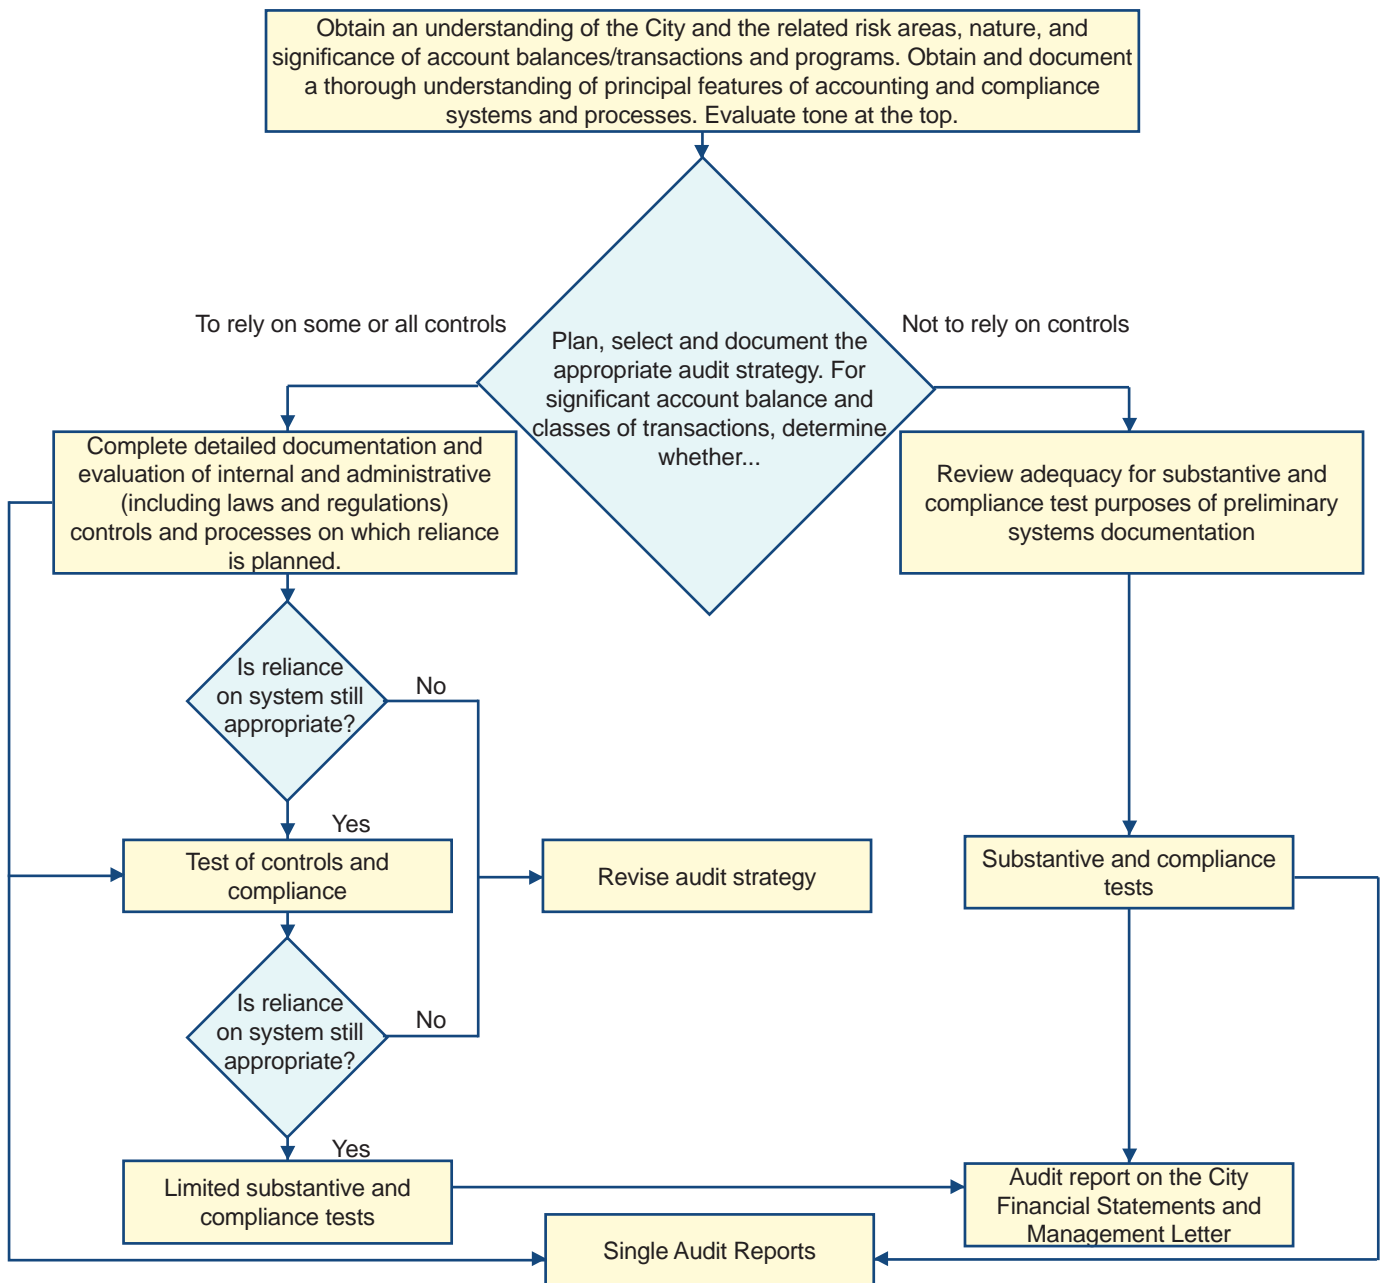 Obtain an understanding of the City and the related risk areas, nature, and
significance of account balances/transactions and programs. Obtain and document
a thorough understanding of principal features of accounting and compliance
systems and processes. Evaluate tone at the top.
To rely on some or all controls
Not to rely on controls
Plan, select and document the
appropriate audit strategy. For
significant account balance and
classes of transactions, determine
whether...
Complete detailed documentation and
evaluation of internal and administrative
(including laws and regulations)
controls and processes on which reliance
is planned.
Review adequacy for substantive and
compliance test purposes of preliminary
systems documentation
Is reliance
on system still
appropriate?
No
Yes
Test of controls and
compliance
Revise audit strategy
Substantive and compliance
tests
Is reliance
on system still
appropriate?
No
Yes
Limited substantive and
compliance tests
Audit report on the City
Financial Statements and
Management Letter
Single Audit Reports